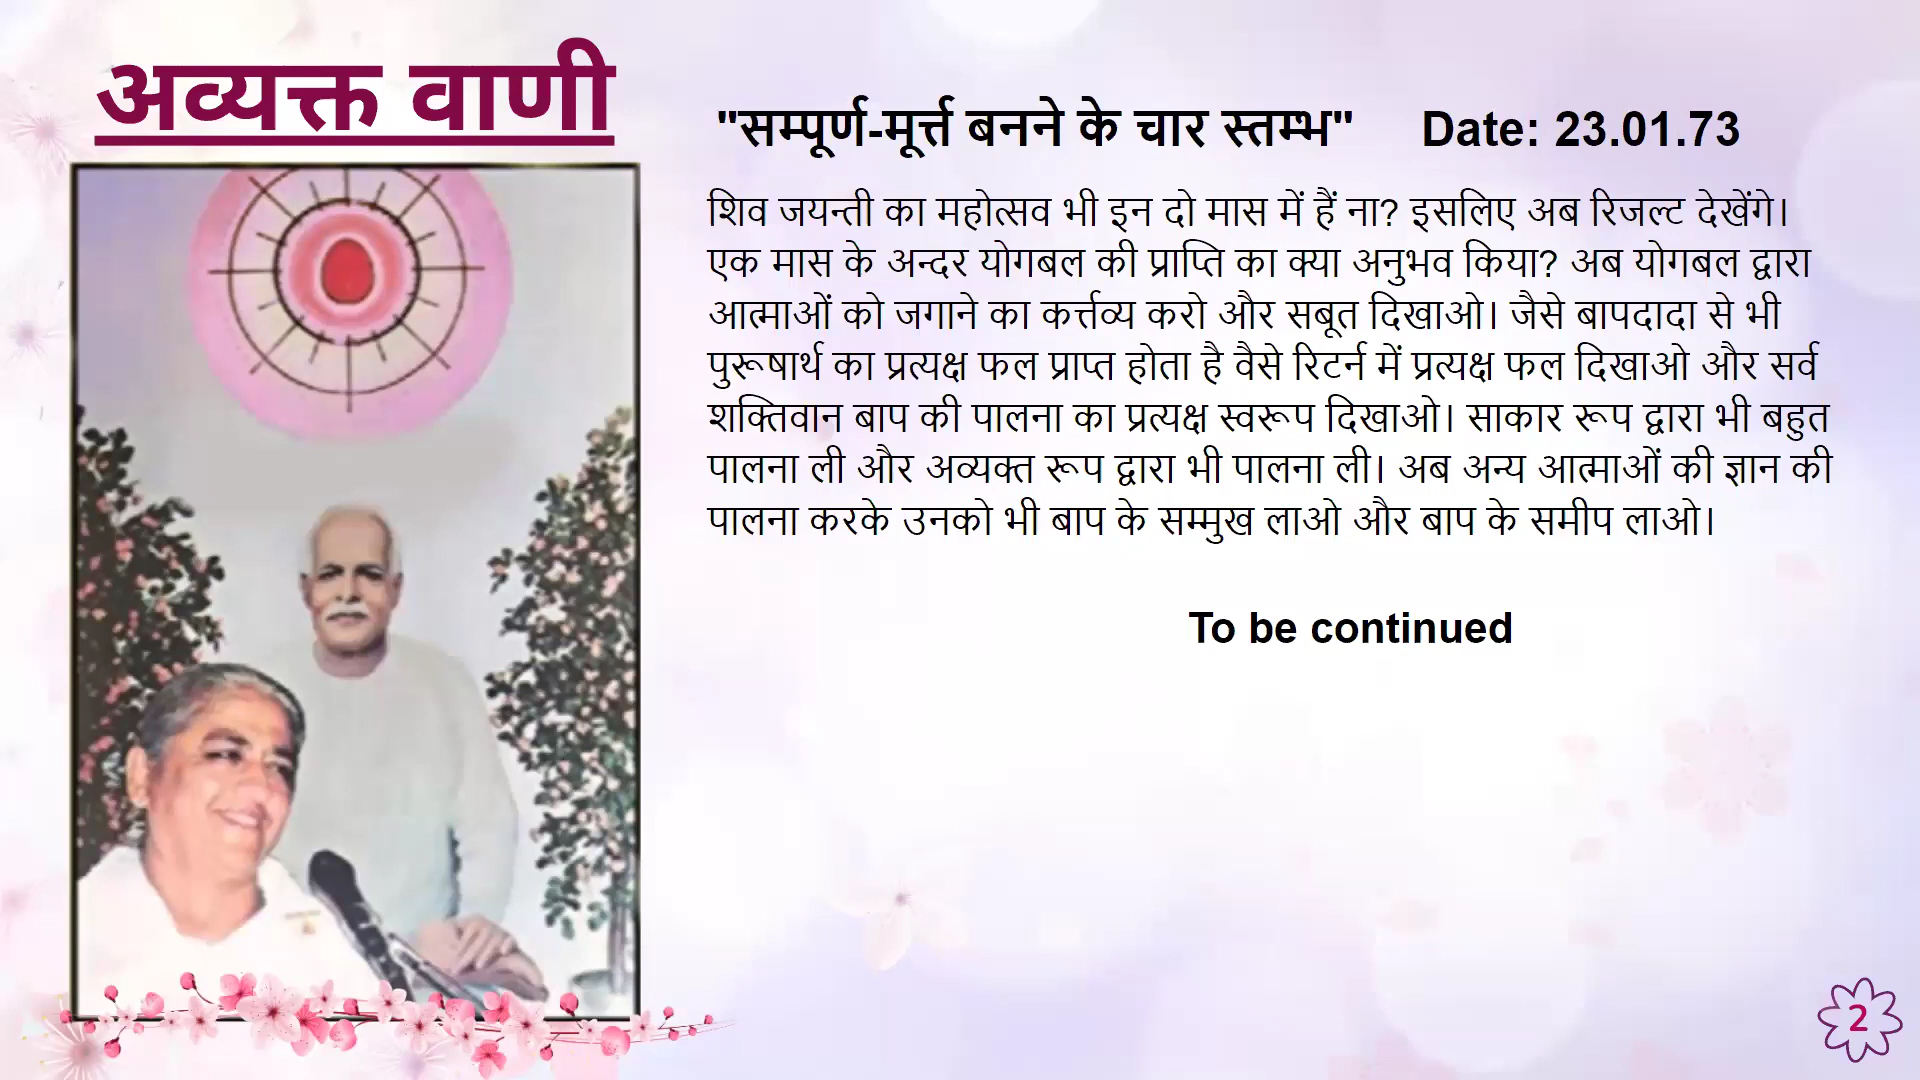 अव्यक्त वाणी
"सम्पूर्ण-मूर्त्त बनने के चार स्तम्भ" Date: 23.01.73
शिव जयन्ती का महोत्सव भी इन दो मास में हैं ना? इसलिए अब रिजल्ट देखेंगे।
एक मास के अन्दर योगबल की प्राप्ति का क्या अनुभव किया? अब योगबल द्वारा
आत्माओं को जगाने का कर्त्तव्य करो और सबूत दिखाओ। जैसे बापदादा से भी
पुरूषार्थ का प्रत्यक्ष फल प्राप्त होता है वैसे रिटर्न में प्रत्यक्ष फल दिखाओ और सर्व
शक्तिवान बाप की पालना का प्रत्यक्ष स्वरूप दिखाओ। साकार रूप द्वारा भी बहुत
पालना ली और अव्यक्त रूप द्वारा भी पालना ली। अब अन्य आत्माओं की ज्ञान की
पालना करके उनको भी बाप के सम्मुख लाओ और बाप के समीप लाओ।
To be continued
2